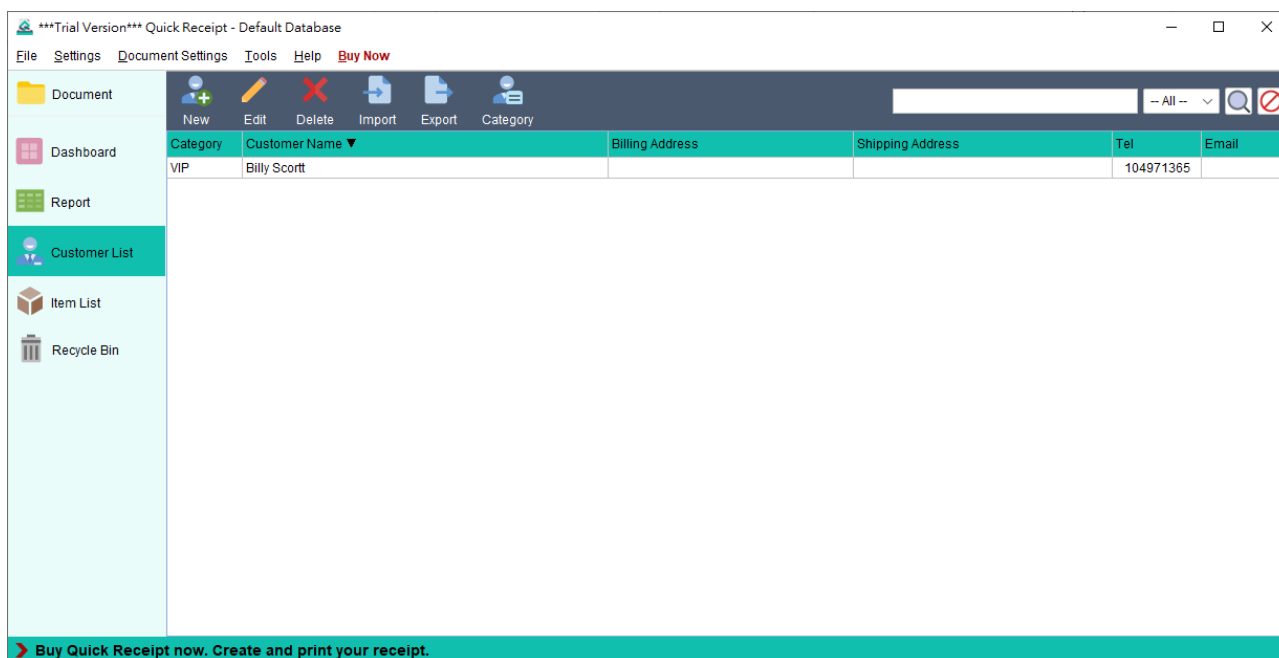 ***Trial Version*** Quick Receipt - Default Database
File Settings Document Settings Tools Help Buy Now
Document
Dashboard
Report
Customer List
Item List
Recycle Bin
New Edit Delete Import Export Category
-- All --
Category Customer Name ▼ Billing Address Shipping Address Tel Email
VIP Billy Scortt 104971365
Buy Quick Receipt now. Create and print your receipt.